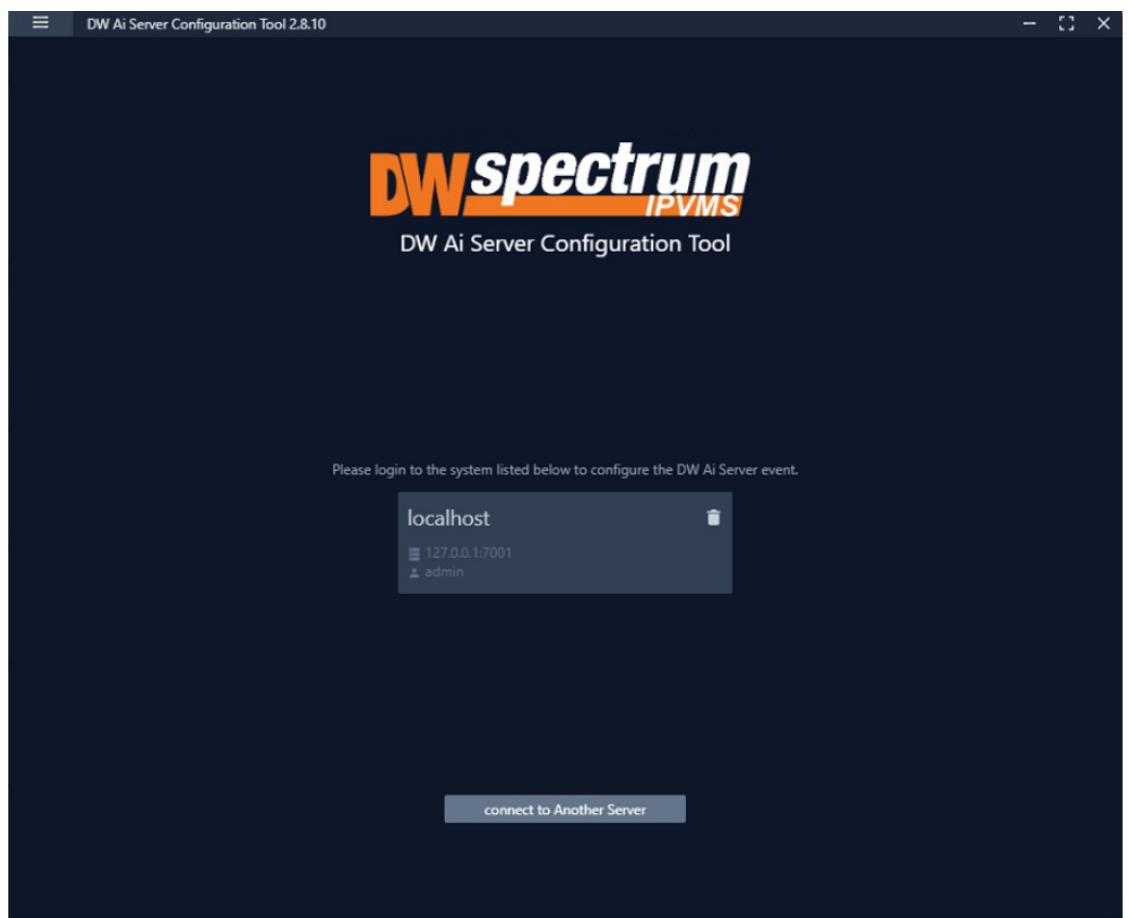 DW Ai Server Configuration Tool 2.8.10
DW spectrum
IPVMS
DW Ai Server Configuration Tool
Please login to the system listed below to configure the DW Ai Server event.
localhost
127.0.0.1:7001
admin
connect to Another Server